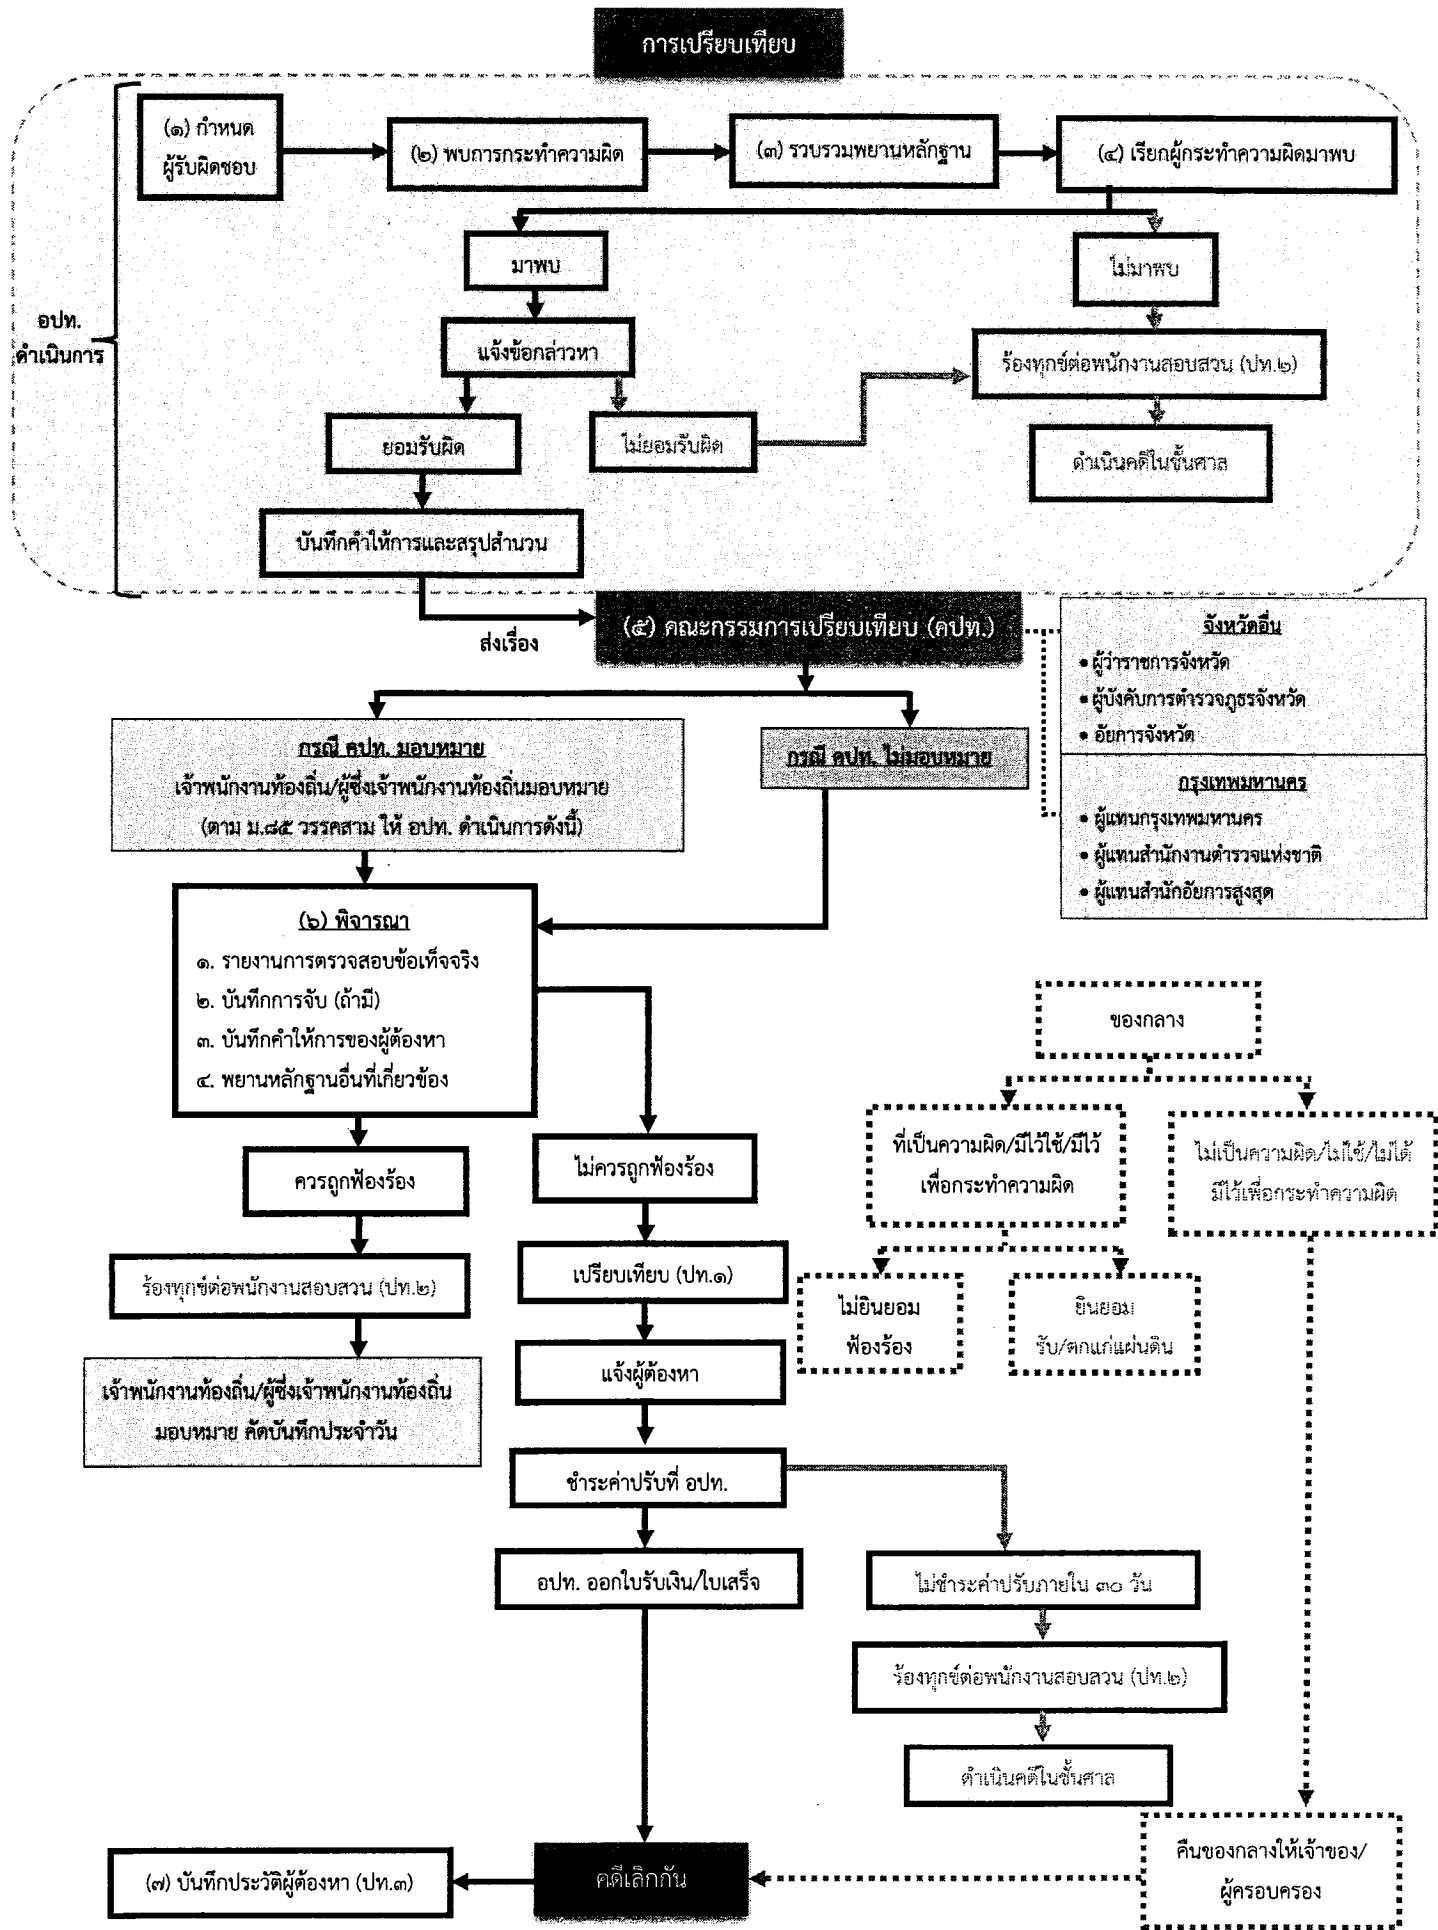 การเปรียบเทียบ
(๑) กำหนด
ผู้รับผิดชอบ
(๒) พบการกระทำความผิด
(๓) รวบรวมพยานหลักฐาน
(๔) เรียกผู้กระทำความผิดมาพบ
มาพบ
ไม่มาพบ
อปท.
ดำเนินการ
แจ้งข้อกล่าวหา
ร้องทุกข์ต่อพนักงานสอบสวน (ปท.๒)
ยอมรับผิด
ไม่ยอมรับผิด
ดำเนินคดีในชั้นศาล
บันทึกคำให้การและสรุปสำนวน
ส่งเรื่อง
(๕) คณะกรรมการเปรียบเทียบ (คปท.)
จังหวัดอื่น
• ผู้ว่าราชการจังหวัด
• ผู้บังคับการตำรวจภูธรจังหวัด
• อัยการจังหวัด
กรุงเทพมหานคร
• ผู้แทนกรุงเทพมหานคร
• ผู้แทนสำนักงานตำรวจแห่งชาติ
• ผู้แทนสำนักอัยการสูงสุด
กรณี คปท. มอบหมาย
เจ้าพนักงานท้องถิ่น/ผู้ซึ่งเจ้าพนักงานท้องถิ่นมอบหมาย
(ตาม ม.๘๕ วรรคสาม ให้ อปท. ดำเนินการดังนี้)
กรณี คปท. ไม่มอบหมาย
(๖) พิจารณา
๑. รายงานการตรวจสอบข้อเท็จจริง
๒. บันทึกการจับ (ถ้ามี)
๓. บันทึกคำให้การของผู้ต้องหา
๔. พยานหลักฐานอื่นที่เกี่ยวข้อง
ของกลาง
ที่เป็นความผิด/มีไว้ใช้/มีไว้
เพื่อกระทำความผิด
ไม่เป็นความผิด/ไม่ใช้/ไม่ได้
มีไว้เพื่อกระทำความผิด
ควรถูกฟ้องร้อง
ไม่ควรถูกฟ้องร้อง
ร้องทุกข์ต่อพนักงานสอบสวน (ปท.๒)
เปรียบเทียบ (ปท.๑)
ไม่ยินยอม
ฟ้องร้อง
ยินยอม
รับ/ตกแก่แผ่นดิน
เจ้าพนักงานท้องถิ่น/ผู้ซึ่งเจ้าพนักงานท้องถิ่น
มอบหมาย คัดบันทึกประจำวัน
แจ้งผู้ต้องหา
ชำระค่าปรับที่ อปท.
อปท. ออกใบรับเงิน/ใบเสร็จ
ไม่ชำระค่าปรับภายใน ๓๐ วัน
ร้องทุกข์ต่อพนักงานสอบสวน (ปท.๒)
ดำเนินคดีในชั้นศาล
คืนของกลางให้เจ้าของ/
ผู้ครอบครอง
คดีเลิกกัน
(๗) บันทึกประวัติผู้ต้องหา (ปท.๓)